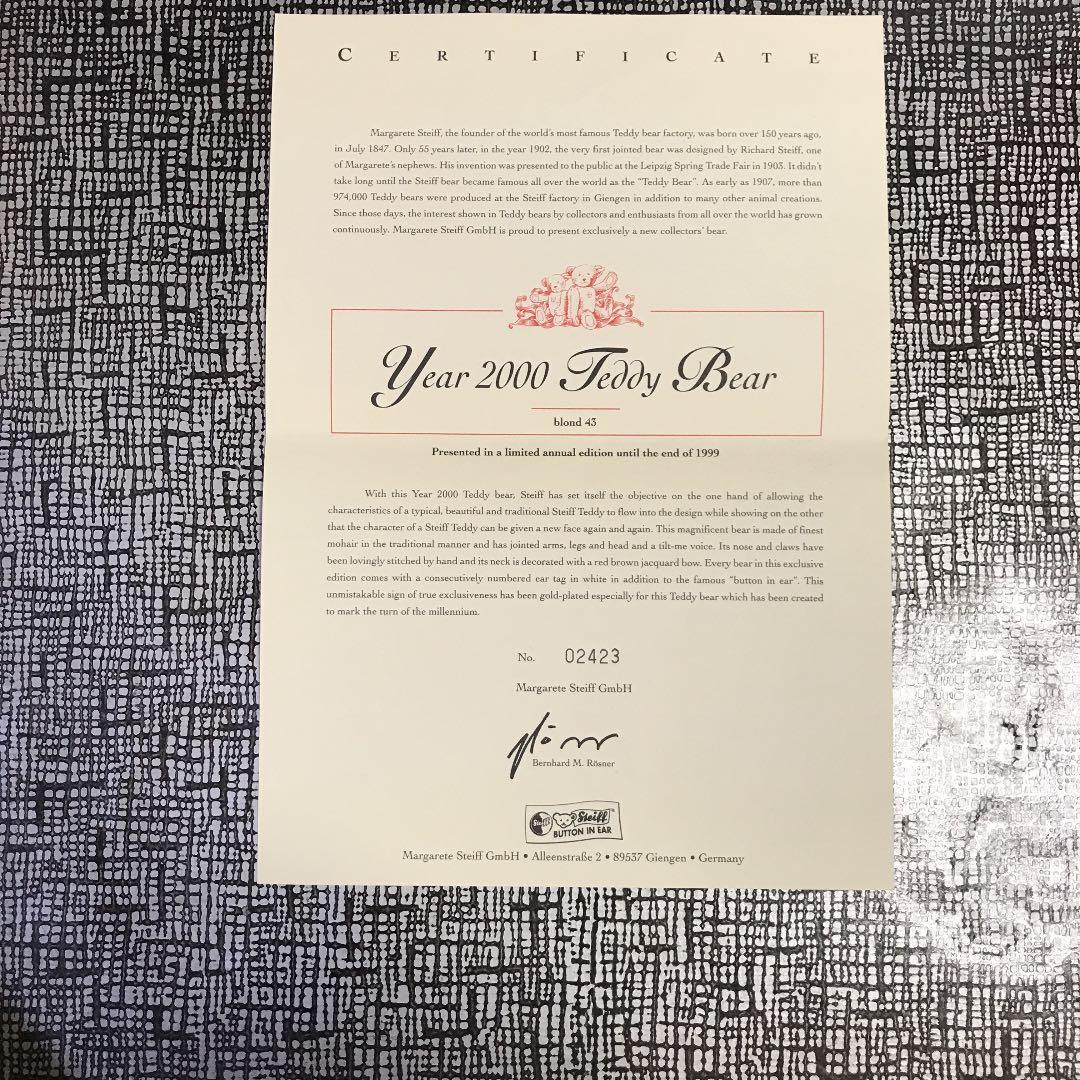 CERTIFICATE
Margarete Steiff, the founder of the world's most famous Teddy bear factory, was born over 150 years ago,
in July 1847. Only 55 years later, in the year 1902, the very first jointed bear was designed by Richard Steiff, one
of Margarete's nephews. His invention was presented to the public at the Leipzig Spring Trade Fair in 1903. It didn't
take long until the Steiff bear became famous all over the world as the "Teddy Bear". As early as 1907, more than
974,000 Teddy bears were produced at the Steiff factory in Giengen in addition to many other animal creations.
Since those days, the interest shown in Teddy bears by collectors and enthusiasts from all over the world has grown
continuously. Margarete Steiff GmbH is proud to present exclusively a new collectors' bear.
Year 2000 Teddy Bear
blond 43
Presented in a limited annual edition until the end of 1999
With this Year 2000 Teddy bear, Steiff has set itself the objective on the one hand of allowing the
characteristics of a typical, beautiful and traditional Steiff Teddy to flow into the design while showing on the other
that the character of a Steiff Teddy can be given a new face again and again. This magnificent bear is made of finest
mohair in the traditional manner and has jointed arms, legs and head and a tilt-me voice. Its nose and claws have
been lovingly stitched by hand and its neck is decorated with a red brown jacquard bow. Every bear in this exclusive
edition comes with a consecutively numbered ear tag in white in addition to the famous "button in ear". This
unmistakable sign of true exclusiveness has been gold-plated especially for this Teddy bear which has been created
to mark the turn of the millennium.
No. 02423
Margarete Steiff GmbH
Bernhard M. Rösner
Steiff Steiff
BUTTON IN EAR
Margarete Steiff GmbH • Alleenstraße 2 • 89537 Giengen • Germany